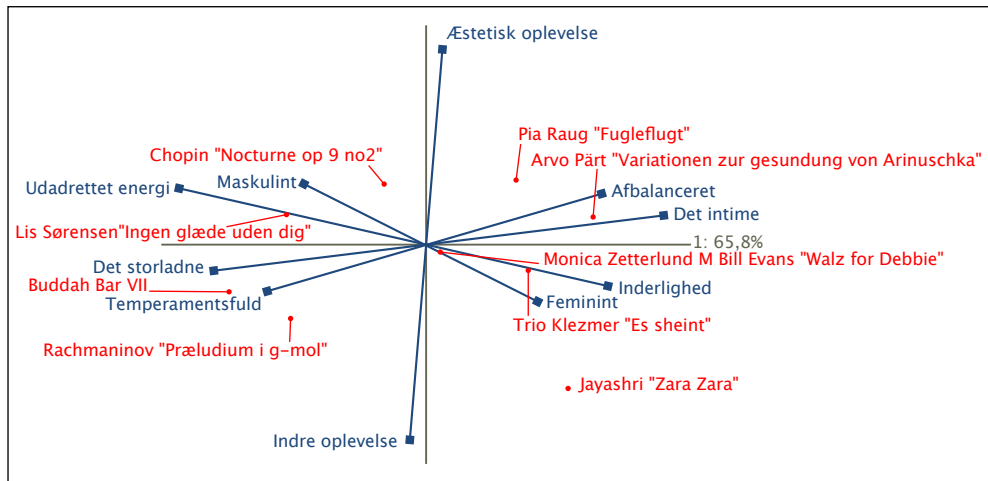 Æstetisk oplevelse
Pia Raug "Fugleflugt"
Chopin "Nocturne op 9 no2"
Arvo Pärt "Variationen zur gesundung von Arinuschka"
Udadrettet energi
Maskulint
Afbalanceret
Det intime
Lis Sørensen"Ingen glæde uden dig"
1: 65,8%
Monica Zetterlund M Bill Evans "Walz for Debbie"
Det storladne
Buddah Bar VII
Inderlighed
Temperamentsfuld
Feminint
Trio Klezmer "Es sheint"
Rachmaninov "Præludium i g-mol"
Jayashri "Zara Zara"
Indre oplevelse